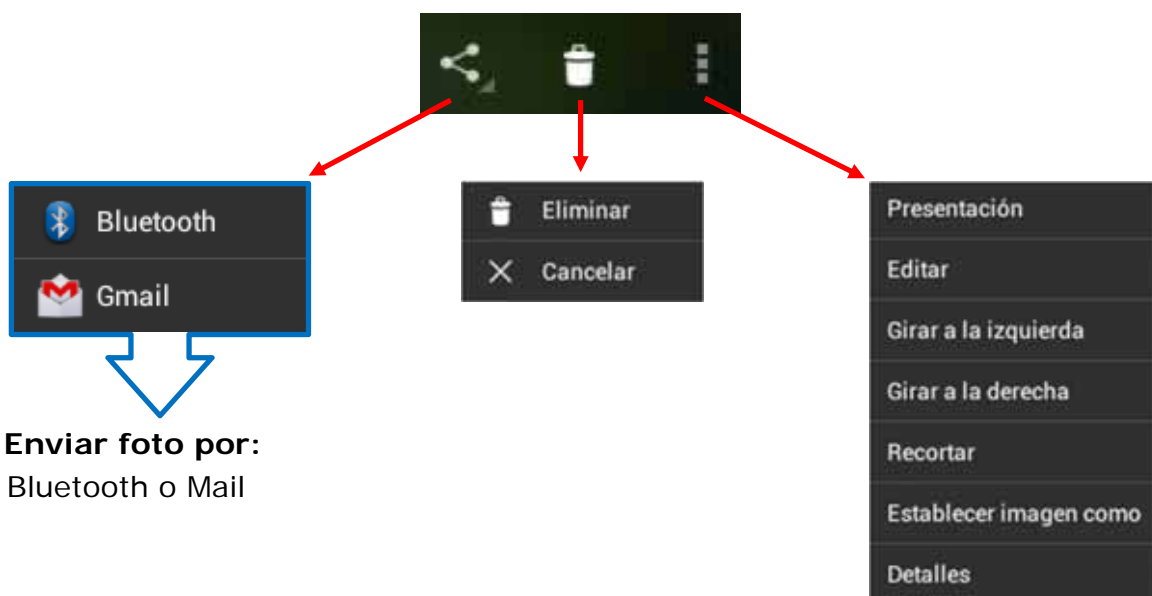 Bluetooth
Gmail
Enviar foto por:
Bluetooth o Mail
Eliminar
Cancelar
Presentación
Editar
Girar a la izquierda
Girar a la derecha
Recortar
Establecer imagen como
Detalles